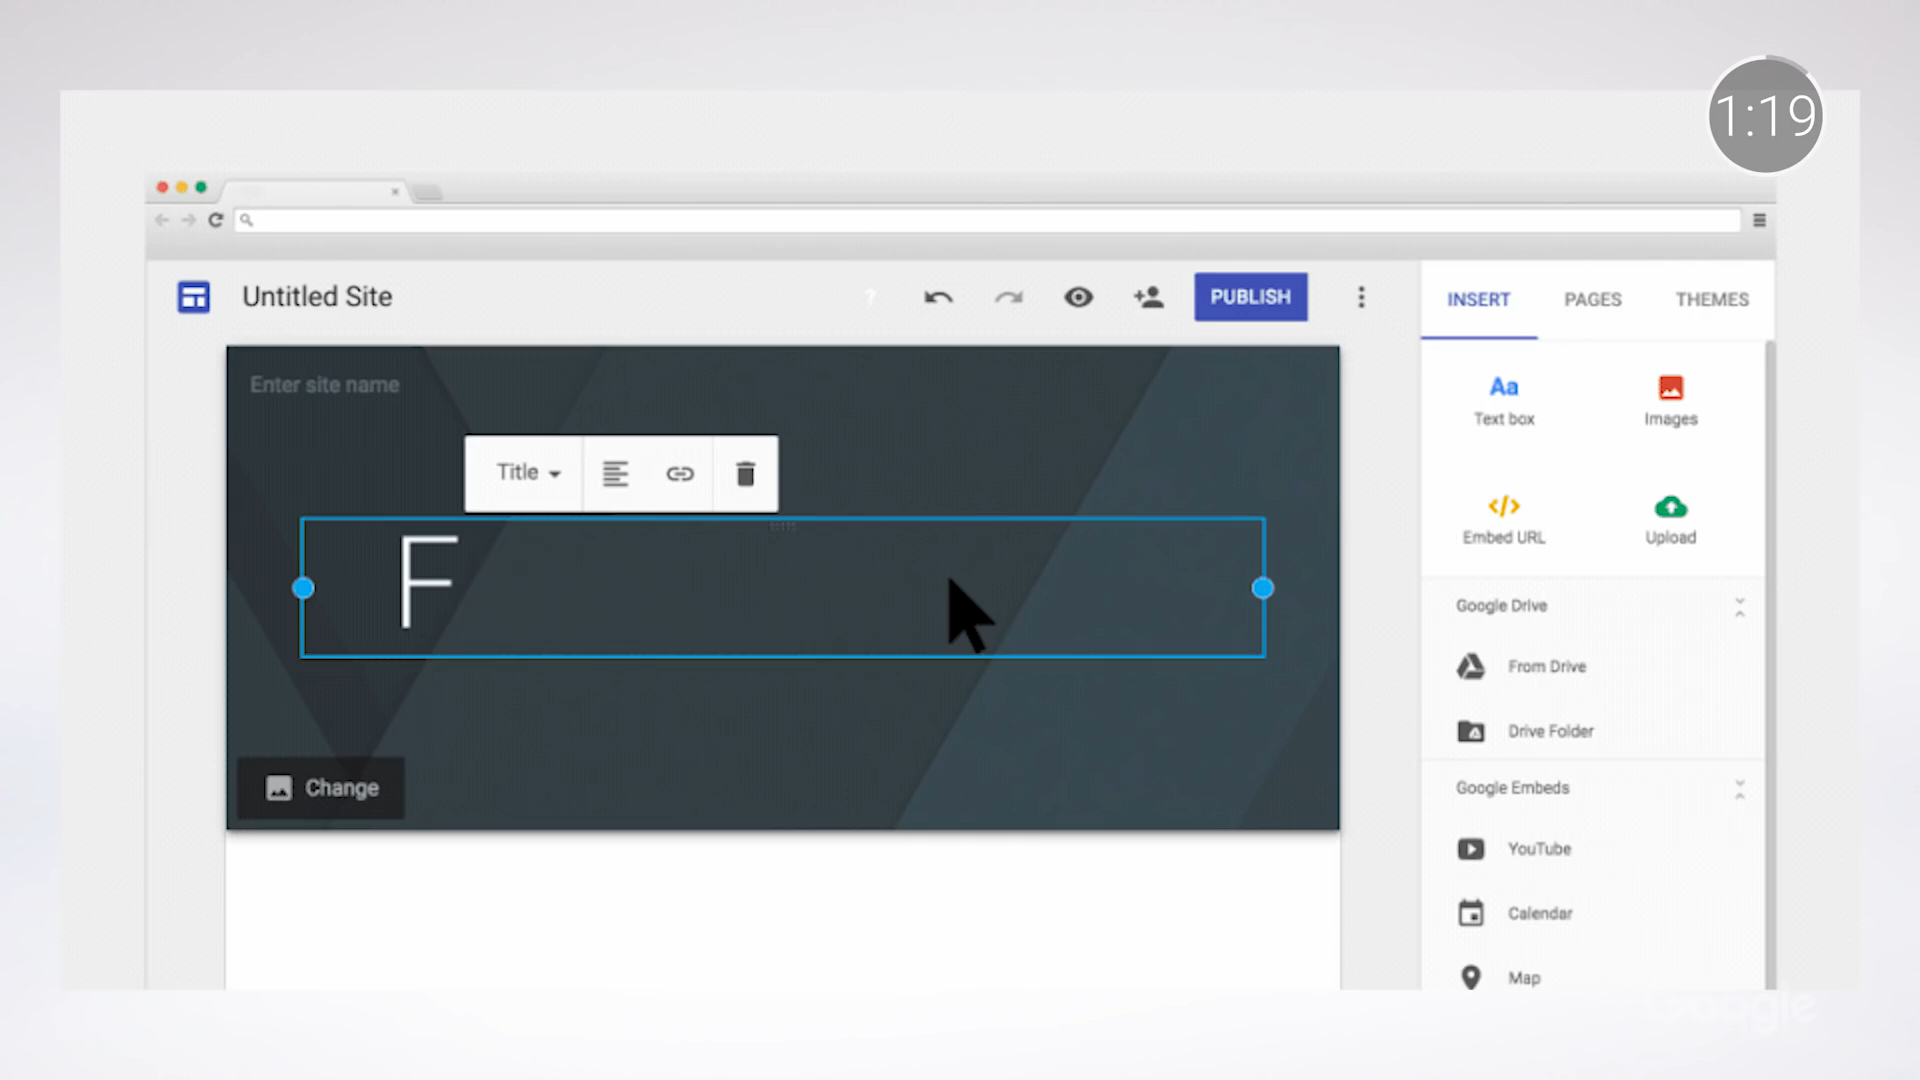 1:19
Untitled Site
PUBLISH
INSERT
PAGES
THEMES
Enter site name
Title
F
Change
Aa
Text box
Images
</>
Embed URL
Upload
Google Drive
From Drive
Drive Folder
Google Embeds
YouTube
Calendar
Map
Google